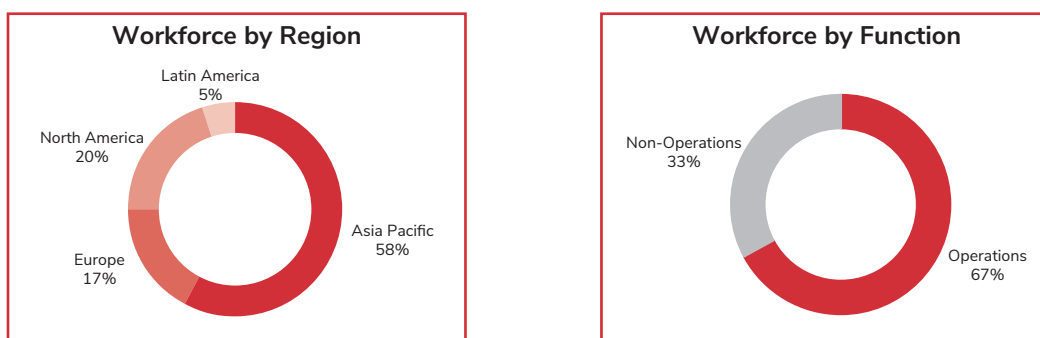 Workforce by Region
Latin America
5%
North America
20%
Asia Pacific
58%
Europe
17%
Workforce by Function
Non-Operations
33%
Operations
67%